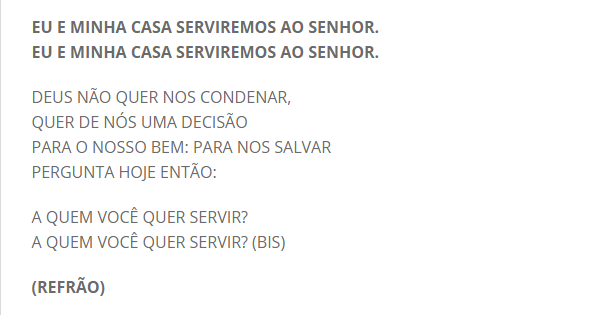 EU E MINHA CASA SERVIREMOS AO SENHOR.
EU E MINHA CASA SERVIREMOS AO SENHOR.
DEUS NÃO QUER NOS CONDENAR,
QUER DE NÓS UMA DECISÃO
PARA O NOSSO BEM: PARA NOS SALVAR
PERGUNTA HOJE ENTÃO:
A QUEM VOCÊ QUER SERVIR?
A QUEM VOCÊ QUER SERVIR? (BIS)
(REFRÃO)